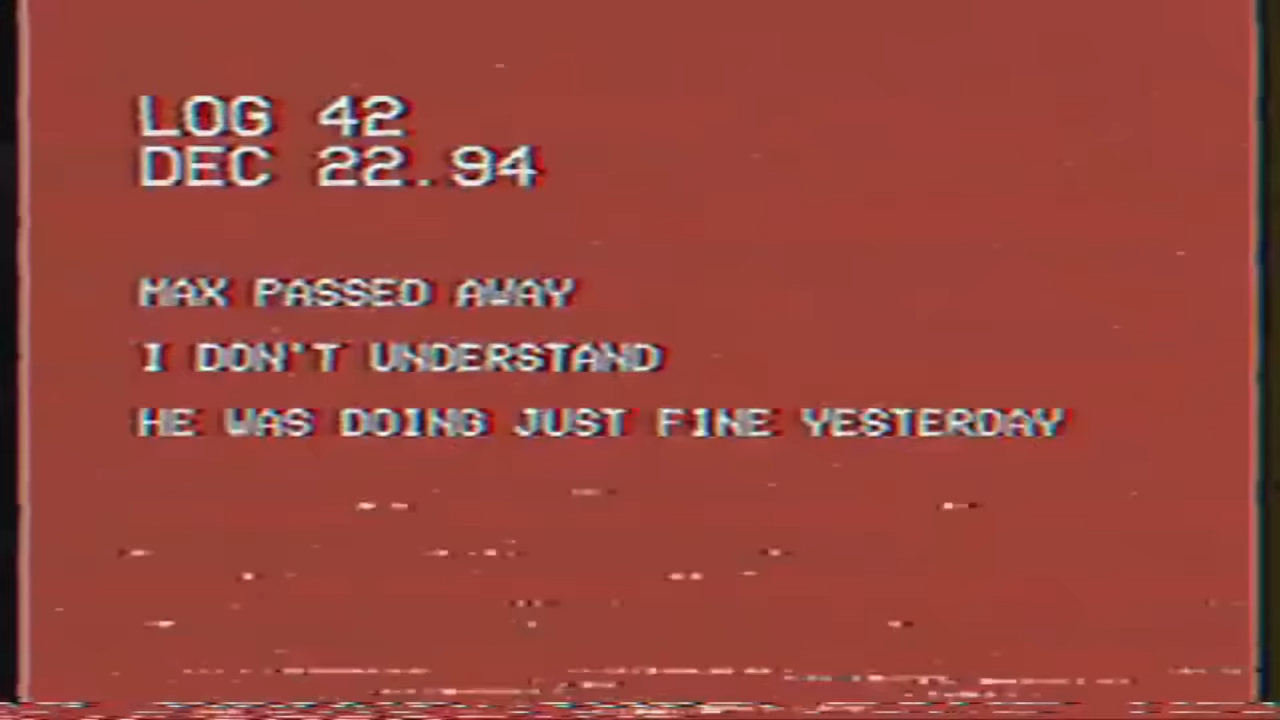 LOG 42
DEC 22.94
MAX PASSED AWAY
I DON'T UNDERSTAND
HE WAS DOING JUST FINE YESTERDAY